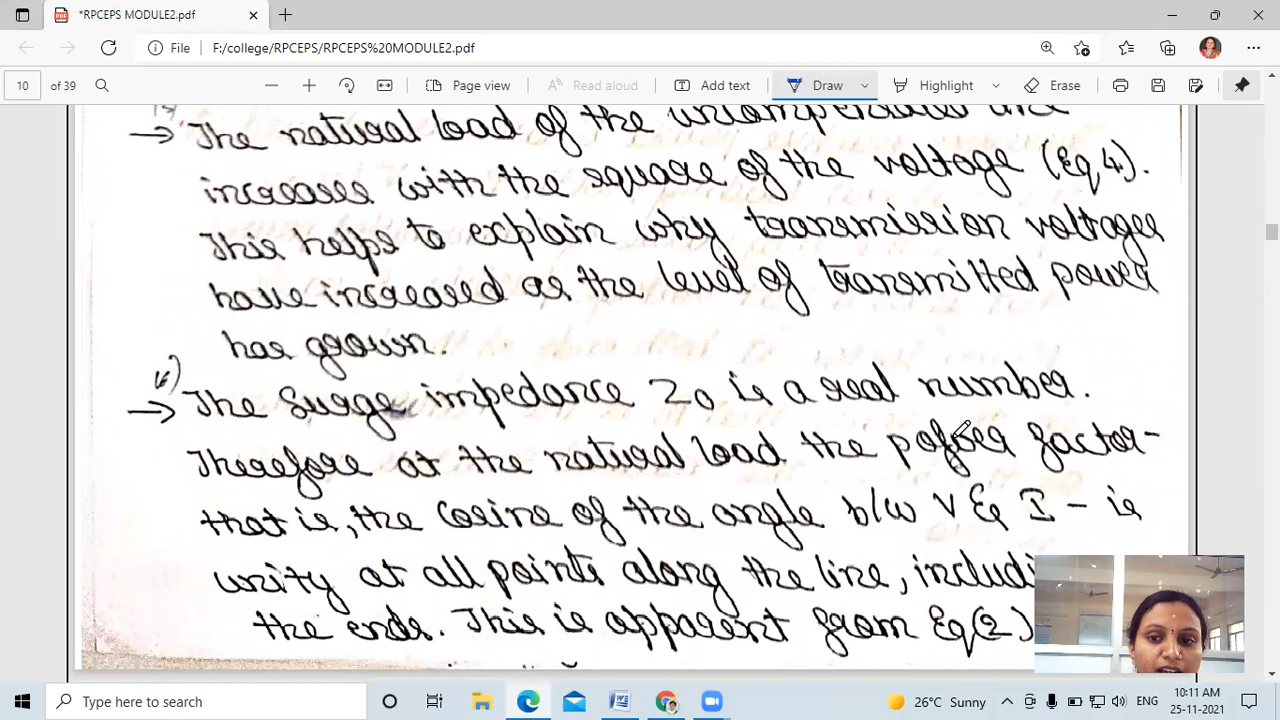 *RPCEPS MODULE2.pdf
File F:/college/RPCEPS/RPCEPS%20MODULE2.pdf
10 of 39 Page view Read aloud Add text Draw Highlight Erase
→ The natural load of the uncompensated line
increases with the square of the voltage (Eq 4).
This helps to explain why transmission voltages
have increased as the level of transmitted power
has grown.
→ The Surge impedance Z0 is a real number.
Therefore at the natural load the power factor-
that is, the cosine of the angle b/w V & I - is
unity at all points along the line, includi
the ends. This is apparent from Eq(2)
Type here to search 26°C Sunny ENG 10:11 AM
25-11-2021